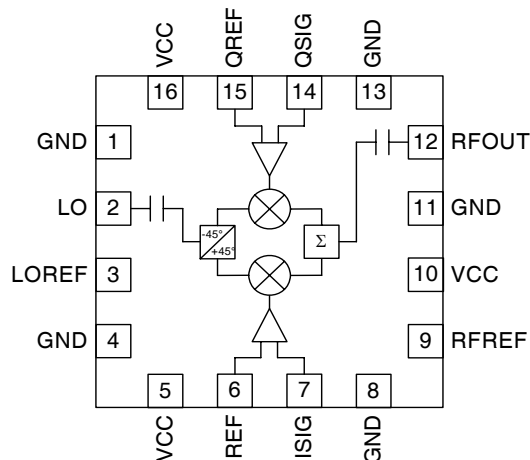 VCC
QREF
QSIG
GND
16
15
14
13
GND 1
12 RFOUT
LO 2
11 GND
-45°
+45°
Σ
LOREF 3
10 VCC
GND 4
9 RFREF
5
6
7
8
VCC
REF
ISIG
GND